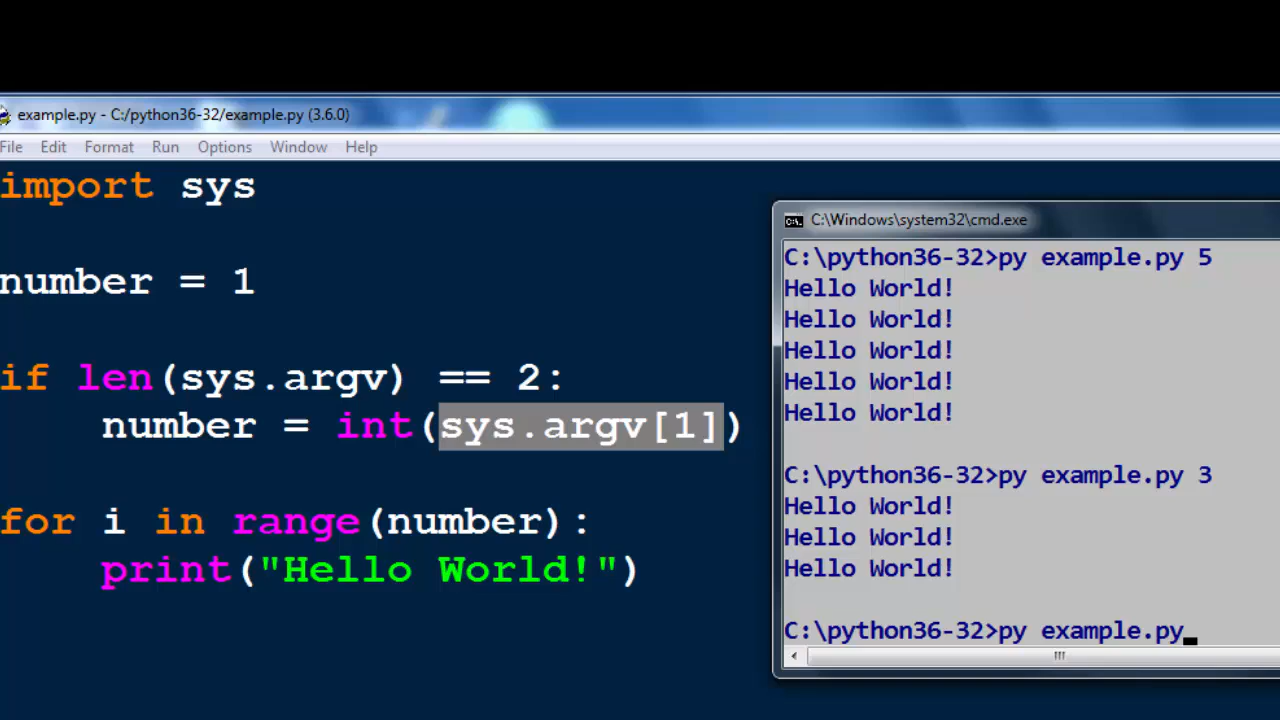 example.py - C:/python36-32/example.py (3.6.0)
File Edit Format Run Options Window Help
import sys
number = 1
if len(sys.argv) == 2:
number = int(sys.argv[1])
for i in range(number):
print("Hello World!")
C:\Windows\system32\cmd.exe
C:\python36-32>py example.py 5
Hello World!
Hello World!
Hello World!
Hello World!
Hello World!
C:\python36-32>py example.py 3
Hello World!
Hello World!
Hello World!
C:\python36-32>py example.py